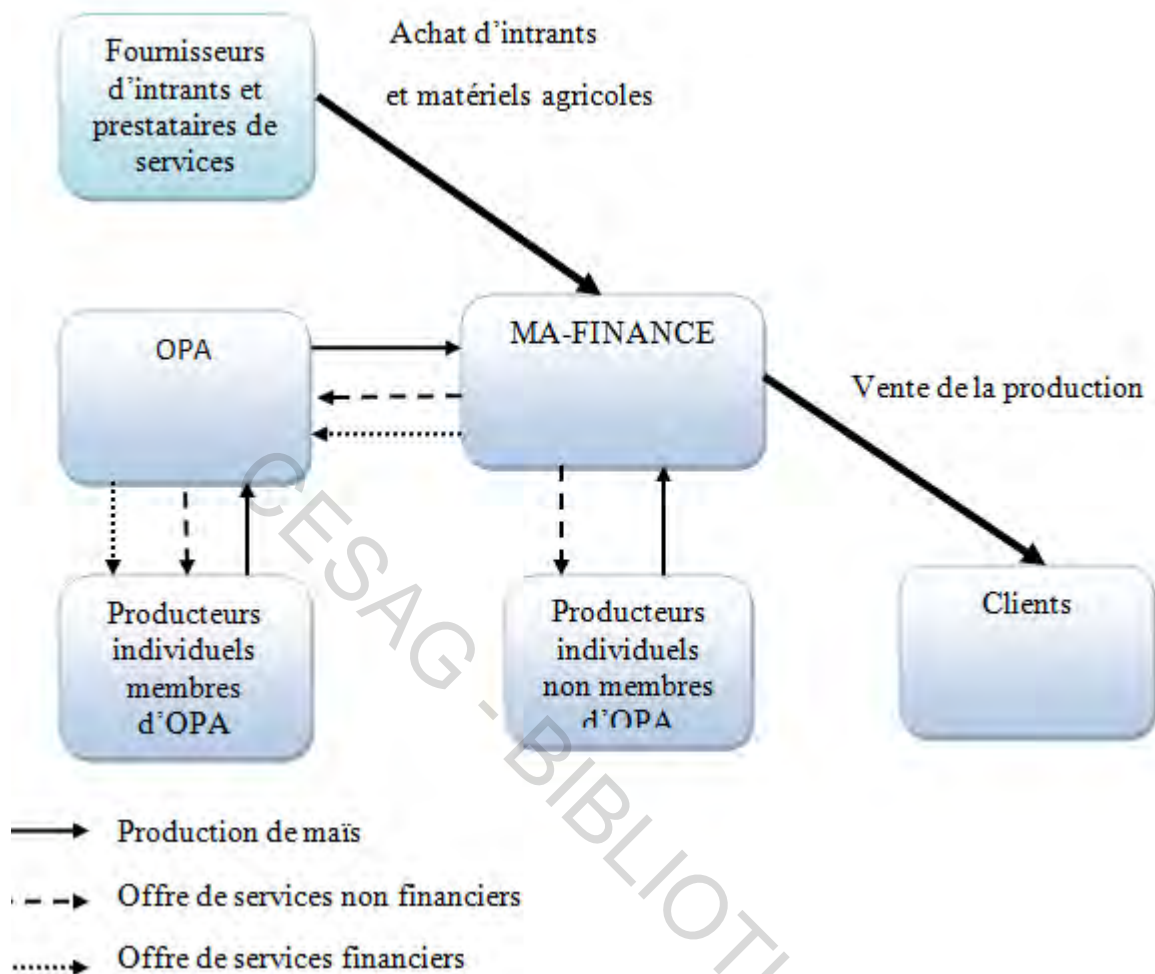 Fournisseurs
d'intrants et
prestataires de
services
Achat d'intrants
et matériels agricoles
OPA
MA-FINANCE
Vente de la production
Producteurs
individuels
membres
d'OPA
Producteurs
individuels
non membres
d'OPA
Clients
Production de maïs
Offre de services non financiers
Offre de services financiers
CESAG - BIBLIOT